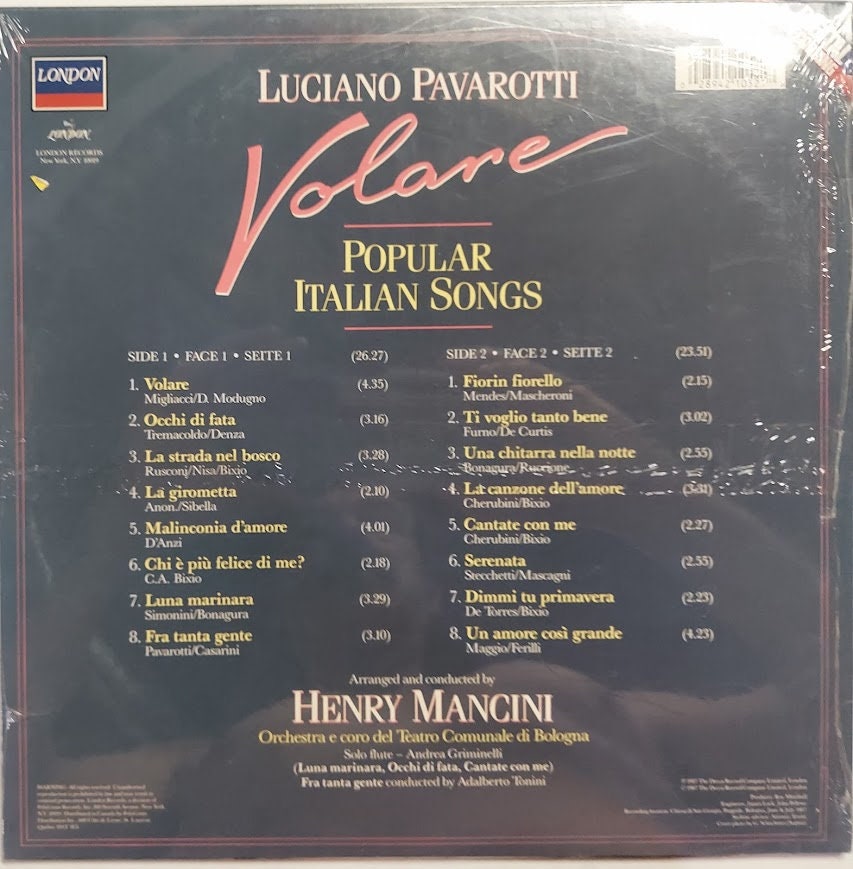 LONDON
LONDON
LONDON RECORDS
New York, NY 10019
LUCIANO PAVAROTTI
Volare
POPULAR
ITALIAN SONGS
SIDE 1 • FACE 1 • SEITE 1 (26.27)
1. Volare (4.35)
Migliacci/D. Modugno
2. Occhi di fata (3.16)
Tremacoldo/Denza
3. La strada nel bosco (3.28)
Rusconi/Nisa/Bixio
4. La girometta (2.10)
Anon./Sibella
5. Malinconia d'amore (4.01)
D'Anzi
6. Chi è più felice di me? (2.18)
C.A. Bixio
7. Luna marinara (3.29)
Simonini/Bonagura
8. Fra tanta gente (3.10)
Pavarotti/Casarini
SIDE 2 • FACE 2 • SEITE 2 (23.51)
1. Fiorin fiorello (2.15)
Mendes/Mascheroni
2. Ti voglio tanto bene (3.02)
Furno/De Curtis
3. Una chitarra nella notte (2.55)
Bonagura/Ruccione
4. La canzone dell'amore (3.31)
Cherubini/Bixio
5. Cantate con me (2.27)
Cherubini/Bixio
6. Serenata (2.55)
Stecchetti/Mascagni
7. Dimmi tu primavera (2.23)
De Torres/Bixio
8. Un amore così grande (4.23)
Maggio/Ferilli
Arranged and conducted by
HENRY MANCINI
Orchestra e coro del Teatro Comunale di Bologna
Solo flute – Andrea Griminelli
(Luna marinara, Occhi di fata, Cantate con me)
Fra tanta gente conducted by Adalberto Tonini